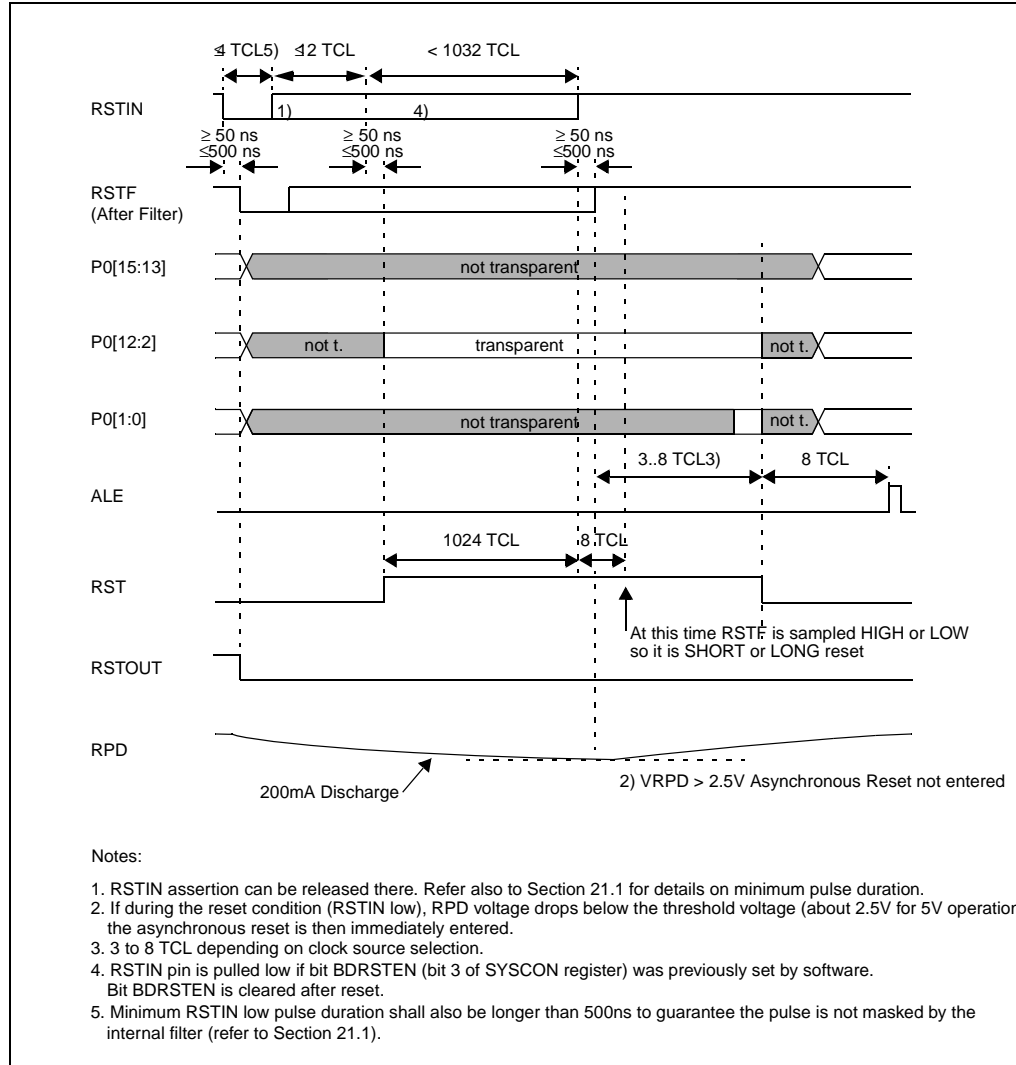 ≤4 TCL5) ≤12 TCL < 1032 TCL
RSTIN
1) 4)
≥ 50 ns ≥ 50 ns ≥ 50 ns
≤500 ns ≤500 ns ≤500 ns
RSTF
(After Filter)
P0[15:13] not transparent
P0[12:2] not t. transparent not t.
P0[1:0] not transparent not t.
3..8 TCL3) 8 TCL
ALE
1024 TCL 8 TCL
RST
At this time RSTF is sampled HIGH or LOW
so it is SHORT or LONG reset
RSTOUT
RPD
200mA Discharge
2) VRPD > 2.5V Asynchronous Reset not entered
Notes:
1. RSTIN assertion can be released there. Refer also to Section 21.1 for details on minimum pulse duration.
2. If during the reset condition (RSTIN low), RPD voltage drops below the threshold voltage (about 2.5V for 5V operation
the asynchronous reset is then immediately entered.
3. 3 to 8 TCL depending on clock source selection.
4. RSTIN pin is pulled low if bit BDRSTEN (bit 3 of SYSCON register) was previously set by software.
Bit BDRSTEN is cleared after reset.
5. Minimum RSTIN low pulse duration shall also be longer than 500ns to guarantee the pulse is not masked by the
internal filter (refer to Section 21.1).